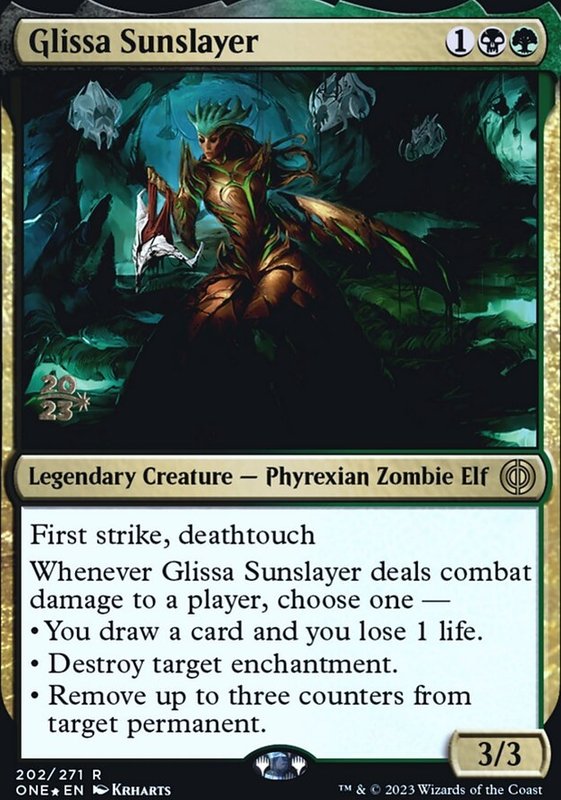 Glissa Sunslayer 1
20
23
Legendary Creature — Phyrexian Zombie Elf
First strike, deathtouch
Whenever Glissa Sunslayer deals combat
damage to a player, choose one —
• You draw a card and you lose 1 life.
• Destroy target enchantment.
• Remove up to three counters from
target permanent.
3/3
202/271 R
ONE★EN Krharts
™ & © 2023 Wizards of the Coast